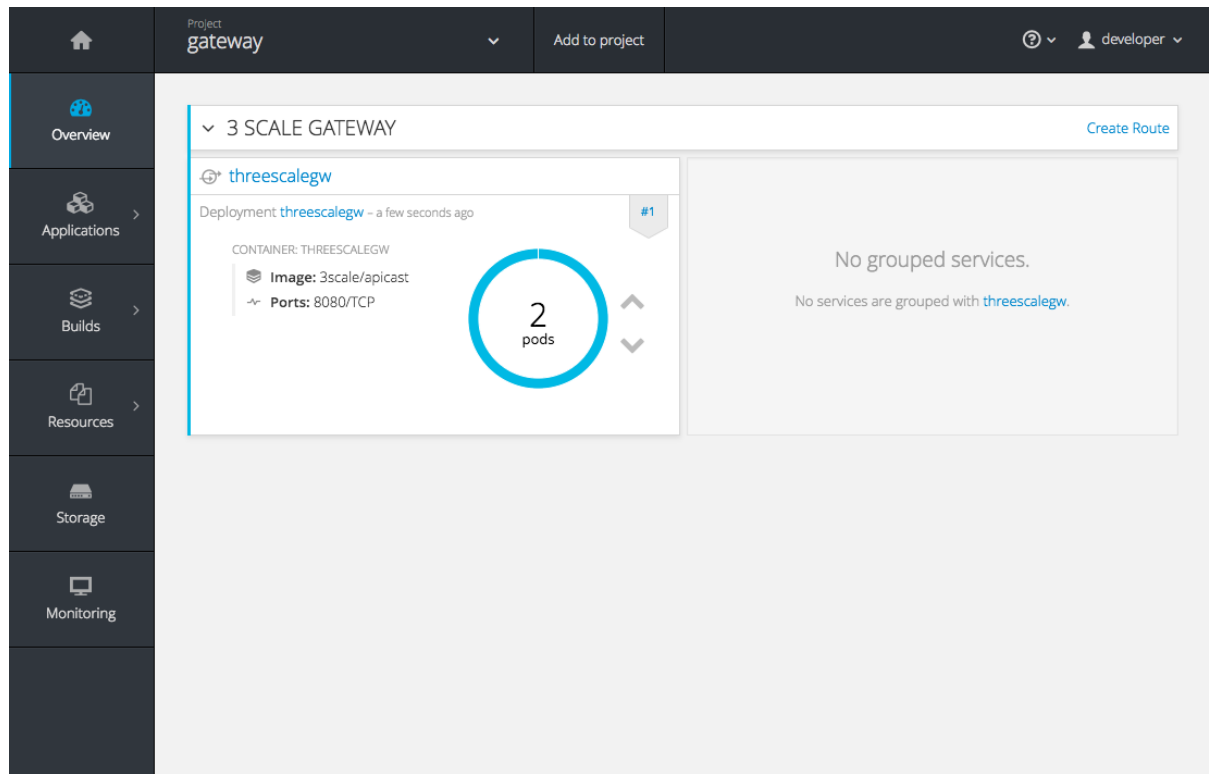 Project
gateway
Add to project
developer
Overview
Applications
Builds
Resources
Storage
Monitoring
3 SCALE GATEWAY
Create Route
threescalegw
Deployment threescalegw – a few seconds ago
#1
CONTAINER: THREESCALEGW
Image: 3scale/apicast
Ports: 8080/TCP
2
pods
No grouped services.
No services are grouped with threescalegw.